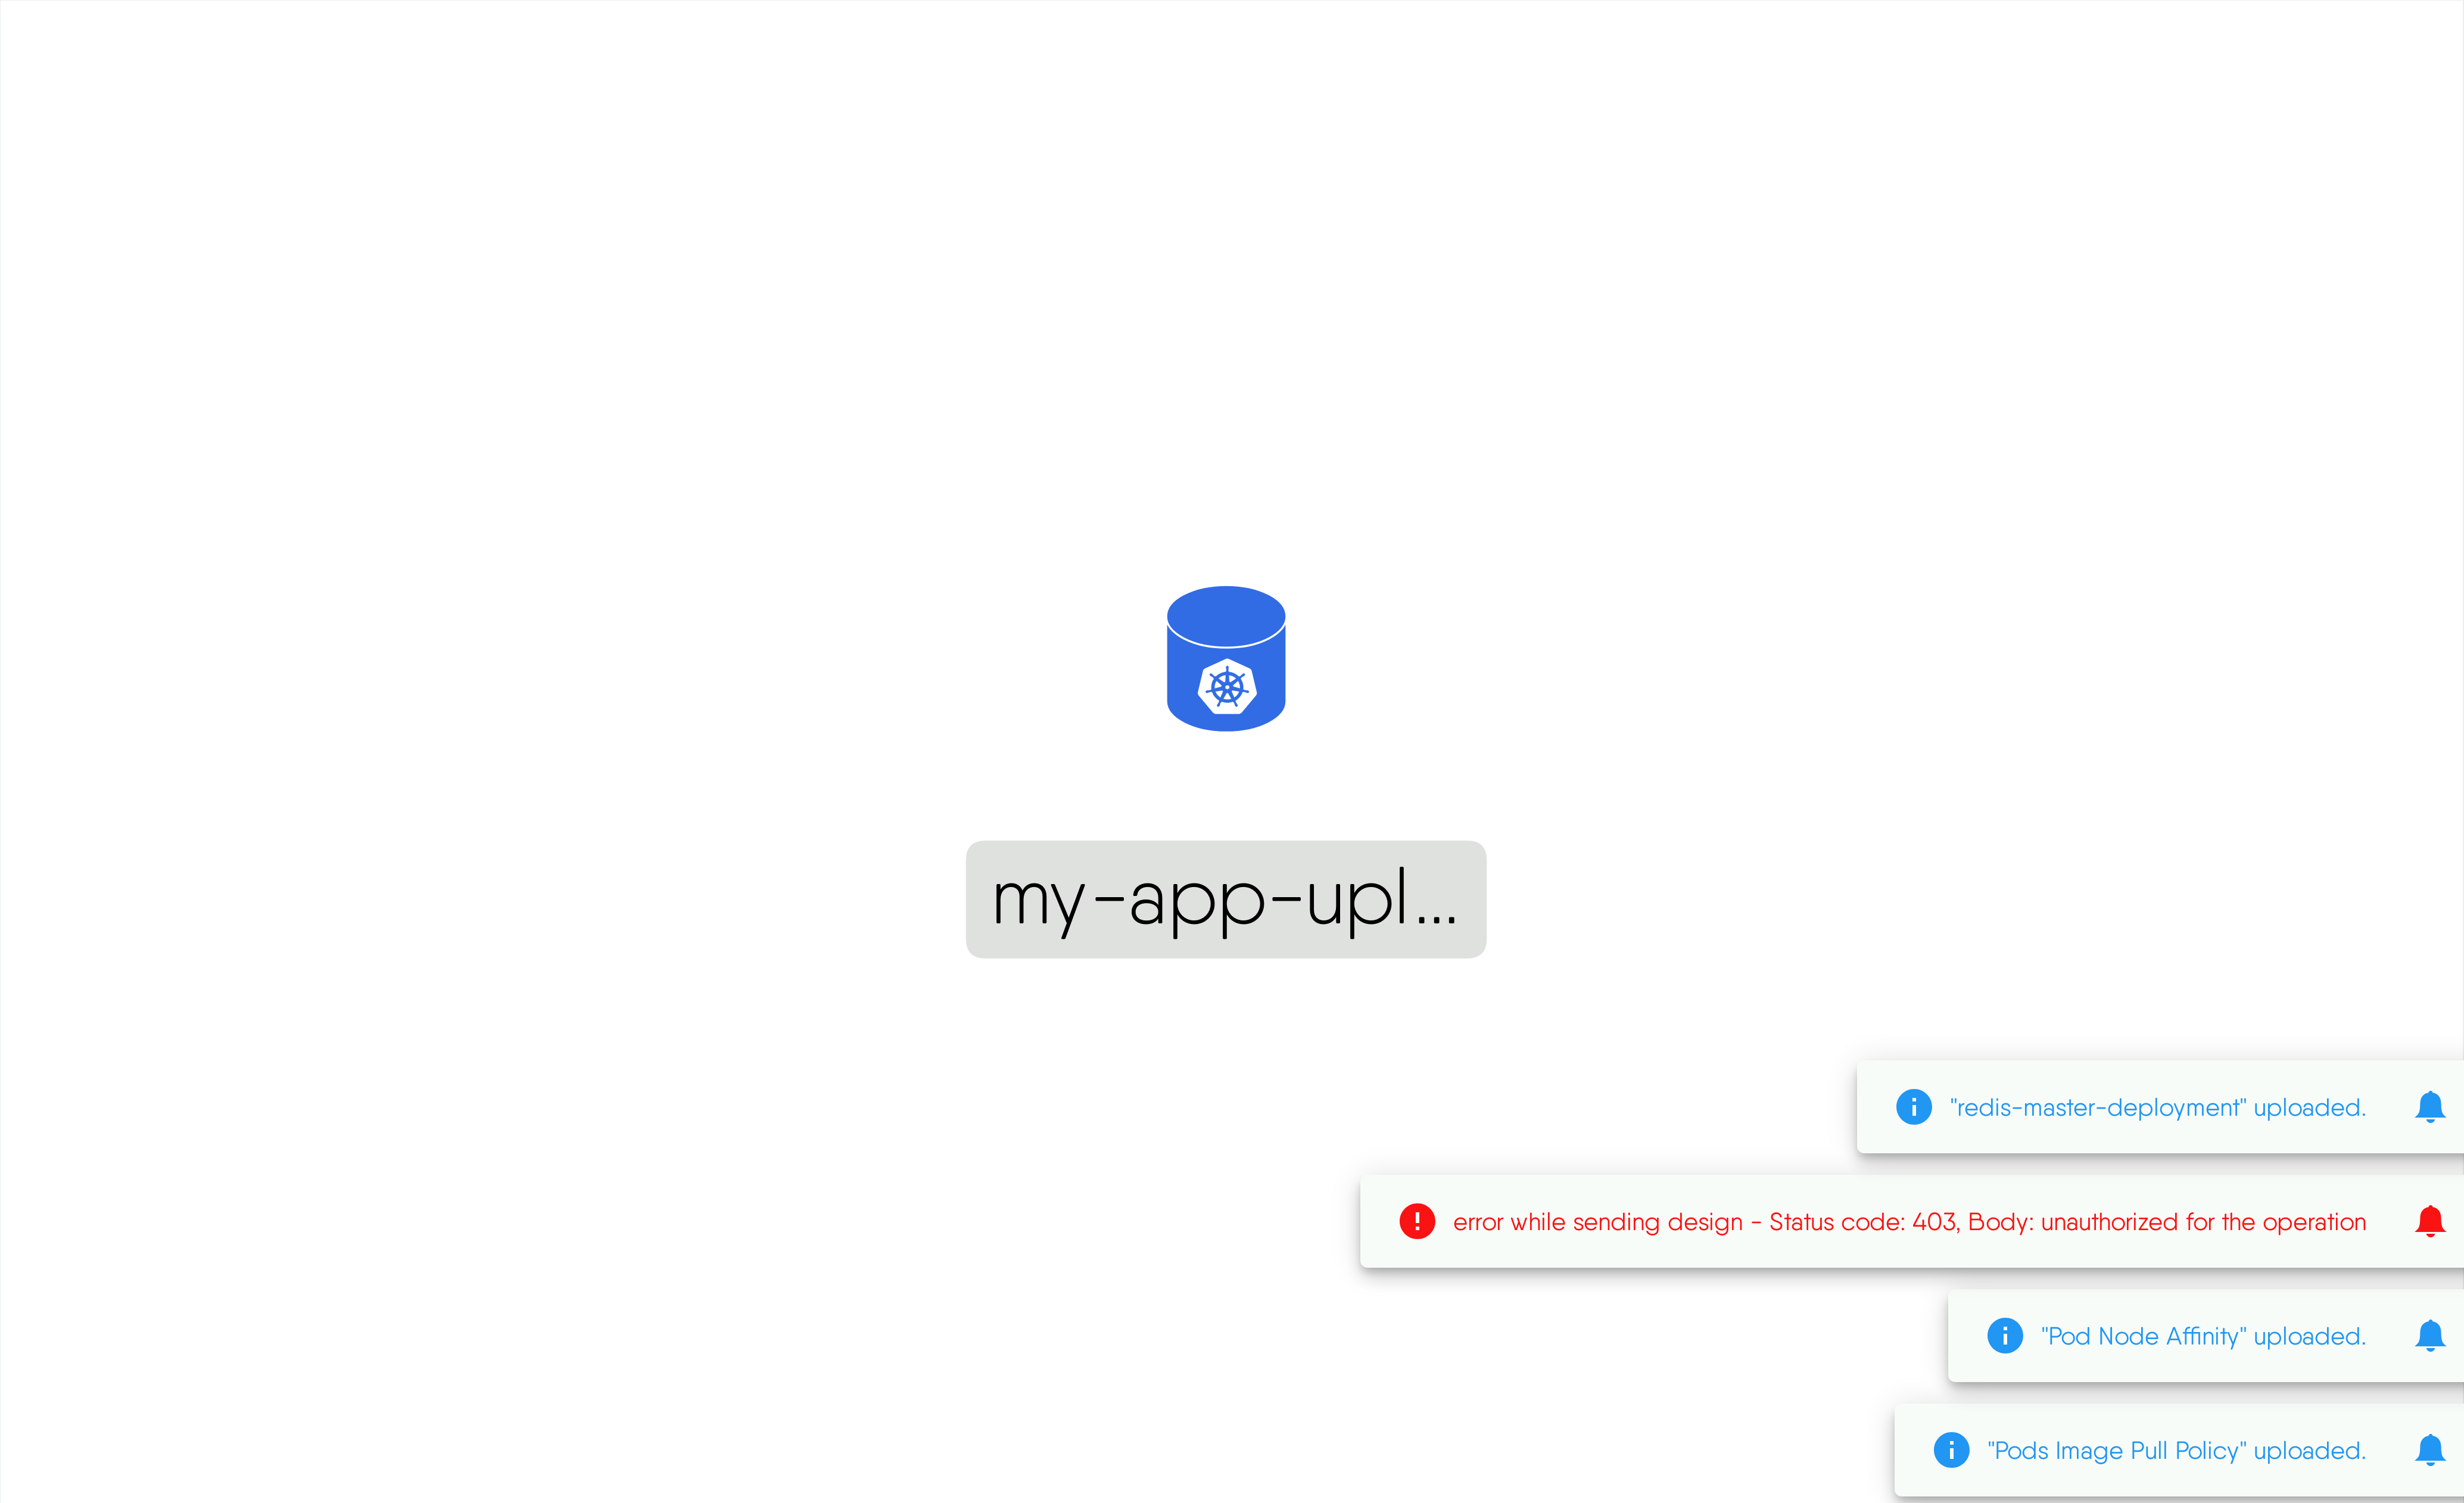 my-app-upl...
"redis-master-deployment" uploaded.
error while sending design - Status code: 403, Body: unauthorized for the operation
"Pod Node Affinity" uploaded.
"Pods Image Pull Policy" uploaded.